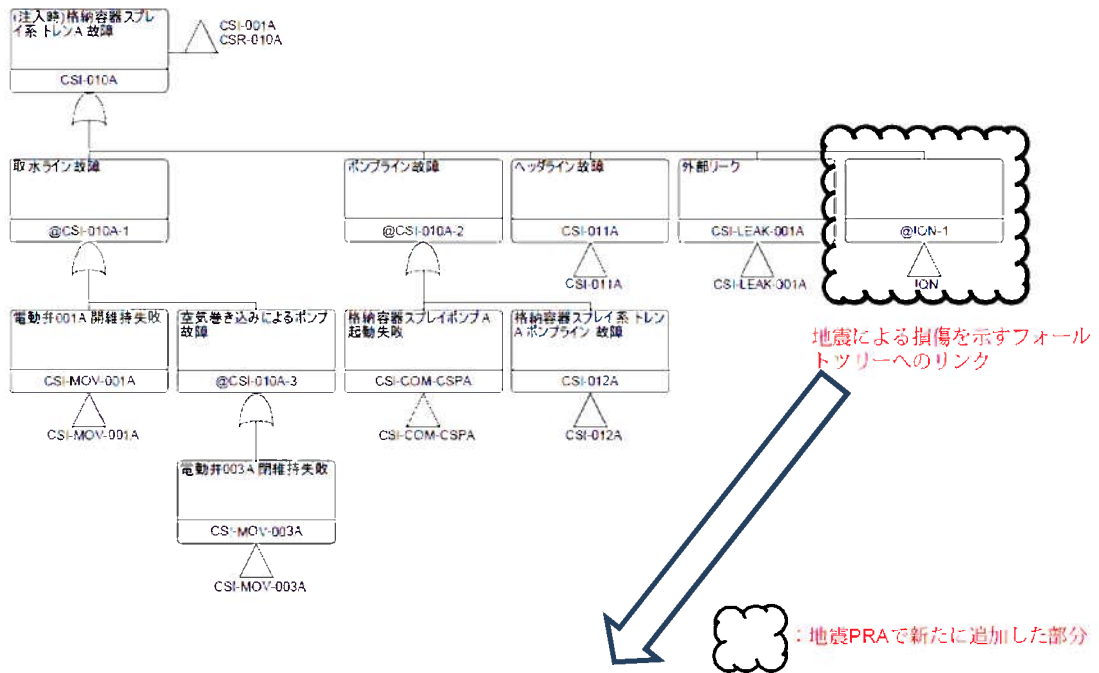 (注入時)格納容器スプレ
イ系 トレンA 故障
CSI-010A
CSI-001A
CSR-010A
取水ライン故障
@CSI-010A-1
ポンプライン故障
@CSI-010A-2
ヘッダライン故障
CSI-011A
CSI-011A
外部リーク
CSI-LEAK-001A
CSI-LEAK-001A
@ION-1
ION
電動弁001A 開維持失敗
CSI-MOV-001A
CSI-MOV-001A
空気巻き込みによるポンプ
故障
@CSI-010A-3
格納容器スプレイポンプA
起動失敗
CSI-COM-CSPA
CSI-COM-CSPA
格納容器スプレイ系 トレン
A ポンプライン 故障
CSI-012A
CSI-012A
電動弁003A 閉維持失敗
CSI-MOV-003A
CSI-MOV-003A
地震による損傷を示すフォール
トツリーへのリンク
：地震PRAで新たに追加した部分